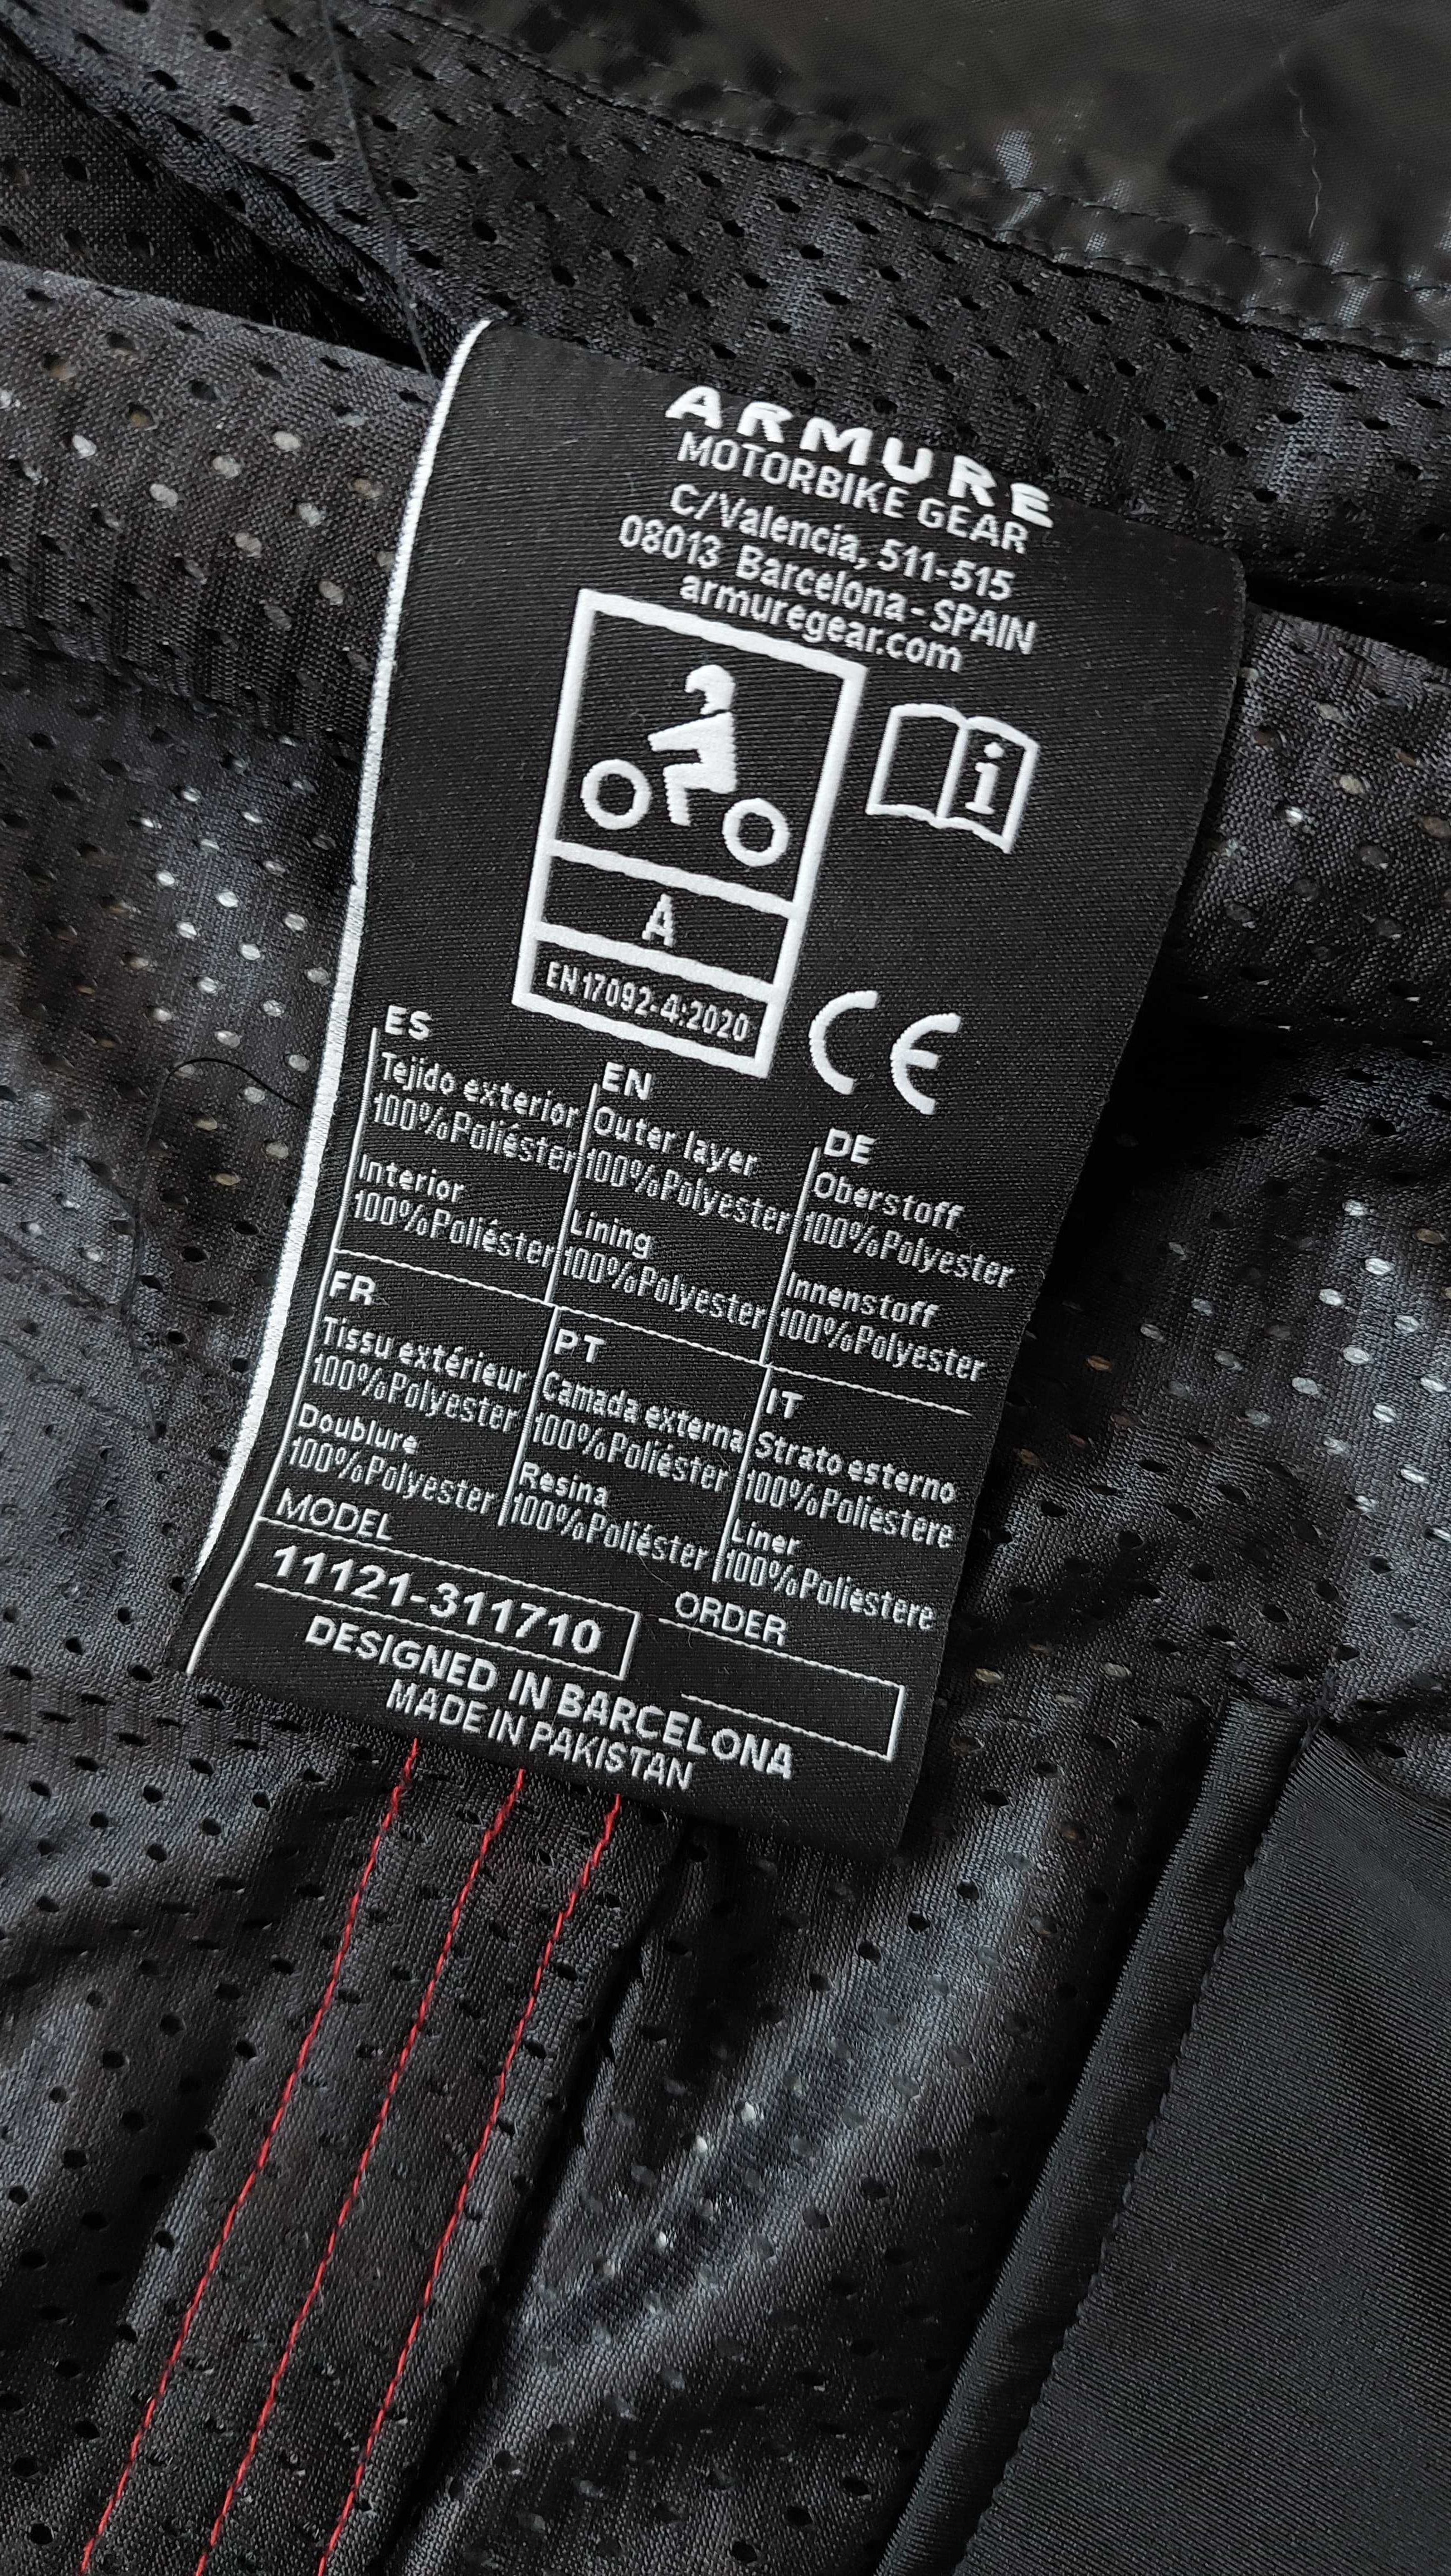 ARMURE
MOTORBIKE GEAR
C/Valencia, 511-515
08013 Barcelona - SPAIN
armuregear.com
i
A
EN 17092-4:2020
CE
ES
Tejido exterior
100%Poliéster
Interior
100%Poliéster
EN
Outer layer
100%Polyester
Lining
100%Polyester
DE
Oberstoff
100%Polyester
Innenstoff
100%Polyester
FR
Tissu extérieur
100%Polyester
Doublure
100%Polyester
PT
Camada externa
100%Poliéster
Resina
100%Poliéster
IT
Strato esterno
100%Poliestere
Liner
100%Poliestere
MODEL
11121-311710
ORDER
DESIGNED IN BARCELONA
MADE IN PAKISTAN